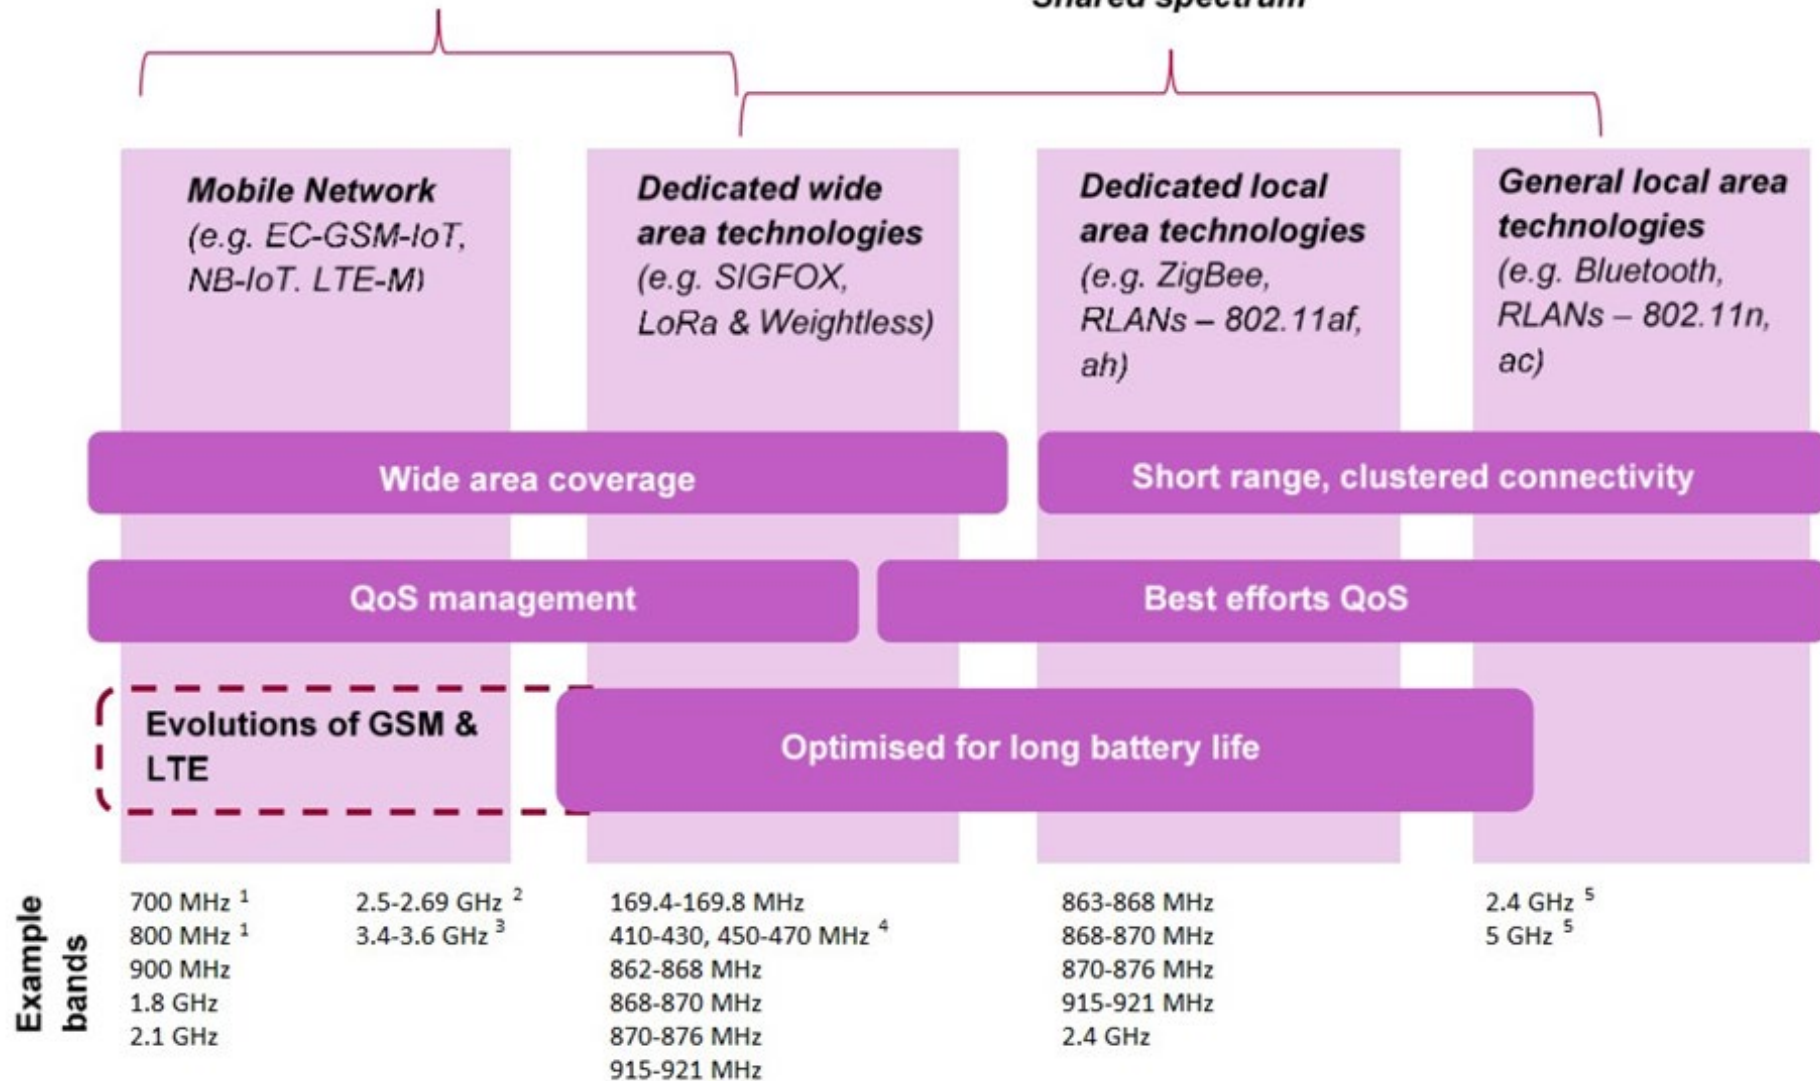 Shared spectrum
Mobile Network
(e.g. EC-GSM-IoT,
NB-IoT. LTE-M)
Dedicated wide
area technologies
(e.g. SIGFOX,
LoRa & Weightless)
Dedicated local
area technologies
(e.g. ZigBee,
RLANs – 802.11af,
ah)
General local area
technologies
(e.g. Bluetooth,
RLANs – 802.11n,
ac)
Wide area coverage
Short range, clustered connectivity
QoS management
Best efforts QoS
Evolutions of GSM &
LTE
Optimised for long battery life
Example
bands
700 MHz ¹
800 MHz ¹
900 MHz
1.8 GHz
2.1 GHz
2.5-2.69 GHz ²
3.4-3.6 GHz ³
169.4-169.8 MHz
410-430, 450-470 MHz ⁴
862-868 MHz
868-870 MHz
870-876 MHz
915-921 MHz
863-868 MHz
868-870 MHz
870-876 MHz
915-921 MHz
2.4 GHz
2.4 GHz ⁵
5 GHz ⁵